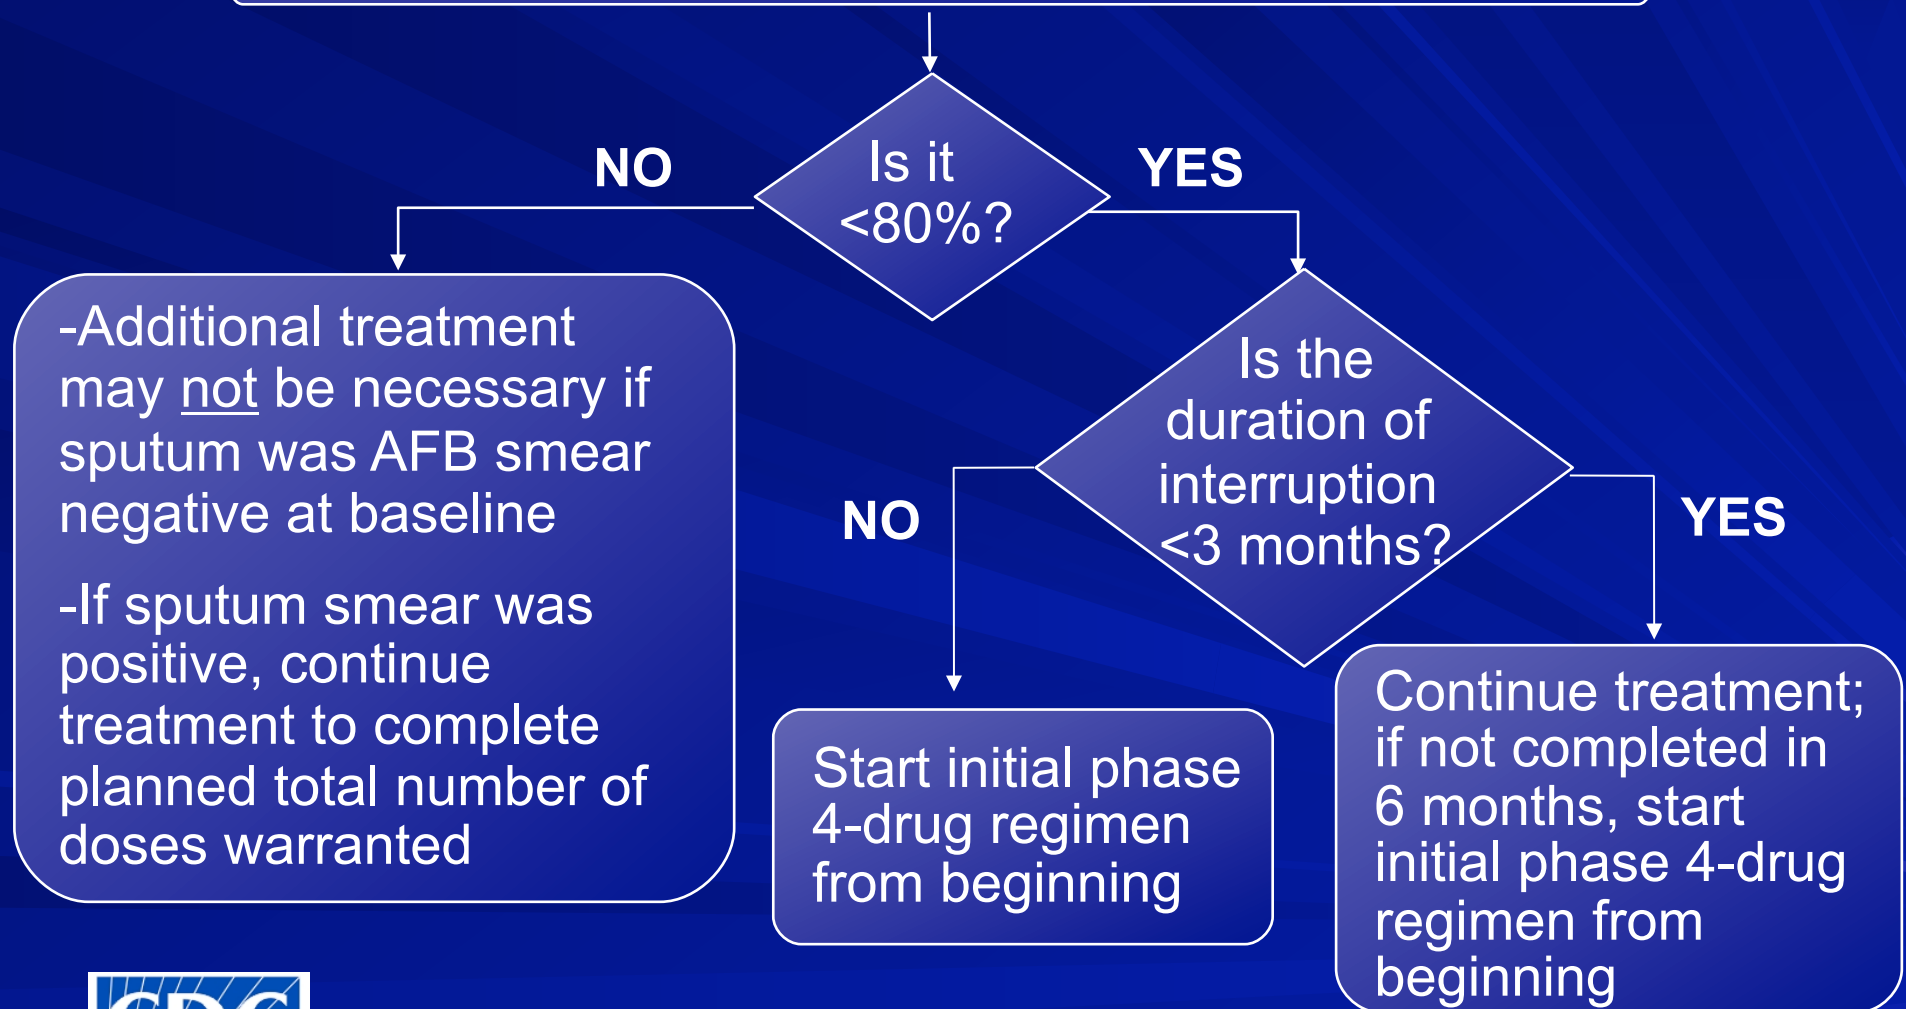 Is it
<80%?
NO
YES
-Additional treatment
may not be necessary if
sputum was AFB smear
negative at baseline
-If sputum smear was
positive, continue
treatment to complete
planned total number of
doses warranted
Is the
duration of
interruption
<3 months?
NO
YES
Start initial phase
4-drug regimen
from beginning
Continue treatment;
if not completed in
6 months, start
initial phase 4-drug
regimen from
beginning
CDC